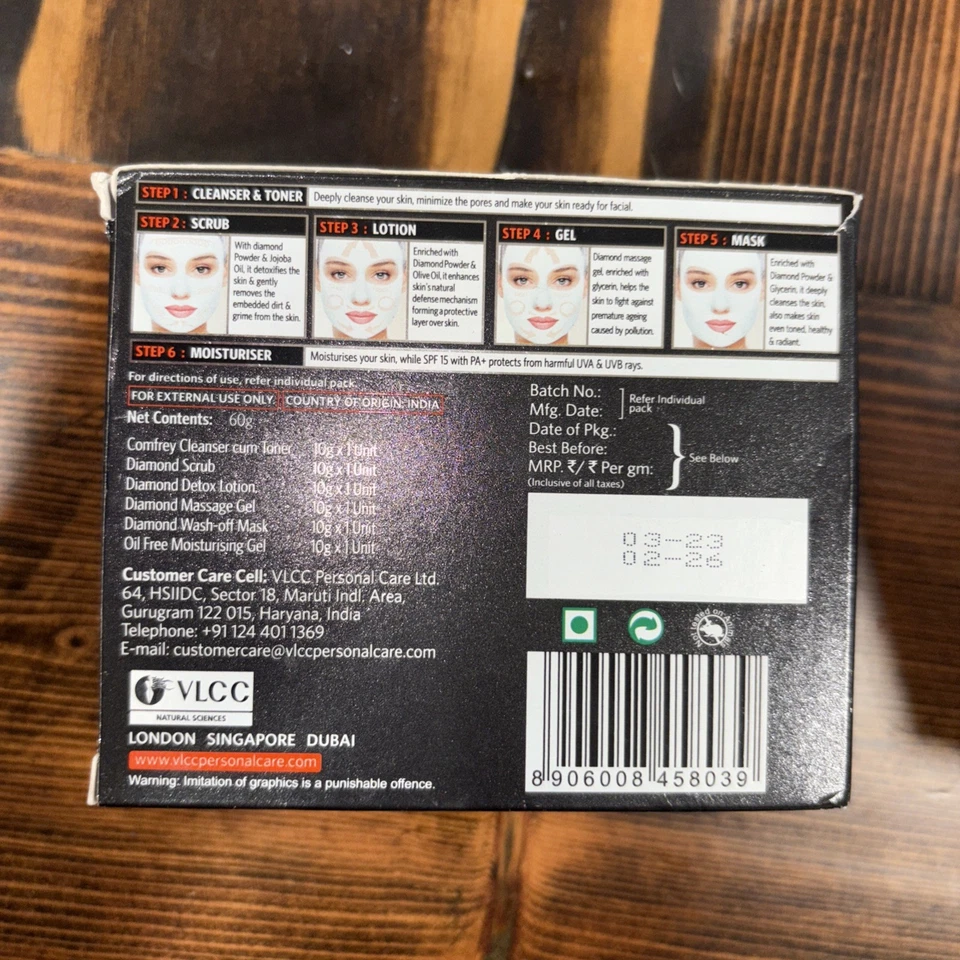 STEP 1 : CLEANSER & TONER Deeply cleanse your skin, minimize the pores and make your skin ready for facial.
STEP 2 : SCRUB
With diamond
Powder & Jojoba
Oil, it detoxifies the
skin & gently
removes the
embedded dirt &
grime from the skin.
STEP 3 : LOTION
Enriched with
Diamond Powder &
Olive Oil, it enhances
skin's natural
defense mechanism
forming a protective
layer over skin.
STEP 4 : GEL
Diamond massage
gel, enriched with
glycerin, helps the
skin to fight against
premature ageing
caused by pollution.
STEP 5 : MASK
Enriched with
Diamond Powder &
Glycerin, it deeply
cleanses the skin,
also makes skin
even toned, healthy
& radiant.
STEP 6 : MOISTURISER Moisturises your skin, while SPF 15 with PA+ protects from harmful UVA & UVB rays.
For directions of use, refer individual pack.
FOR EXTERNAL USE ONLY COUNTRY OF ORIGIN: INDIA
Net Contents: 60g
Comfrey Cleanser cum Toner 10g x 1 Unit
Diamond Scrub 10g x 1 Unit
Diamond Detox Lotion. 10g x 1 Unit
Diamond Massage Gel 10g x 1 Unit
Diamond Wash-off Mask 10g x 1 Unit
Oil Free Moisturising Gel 10g x 1 Unit
Customer Care Cell: VLCC Personal Care Ltd.
64, HSIIDC, Sector 18, Maruti Indl. Area,
Gurugram 122 015, Haryana, India
Telephone: +91 124 401 1369
E-mail: customercare@vlccpersonalcare.com
VLCC
NATURAL SCIENCES
LONDON SINGAPORE DUBAI
www.vlccpersonalcare.com
Warning: Imitation of graphics is a punishable offence.
Batch No.:
Mfg. Date:
Refer Individual
pack
Date of Pkg.:
Best Before:
MRP. ₹/ ₹ Per gm:
(Inclusive of all taxes)
See Below
03-23
02-26
8 906008 458039